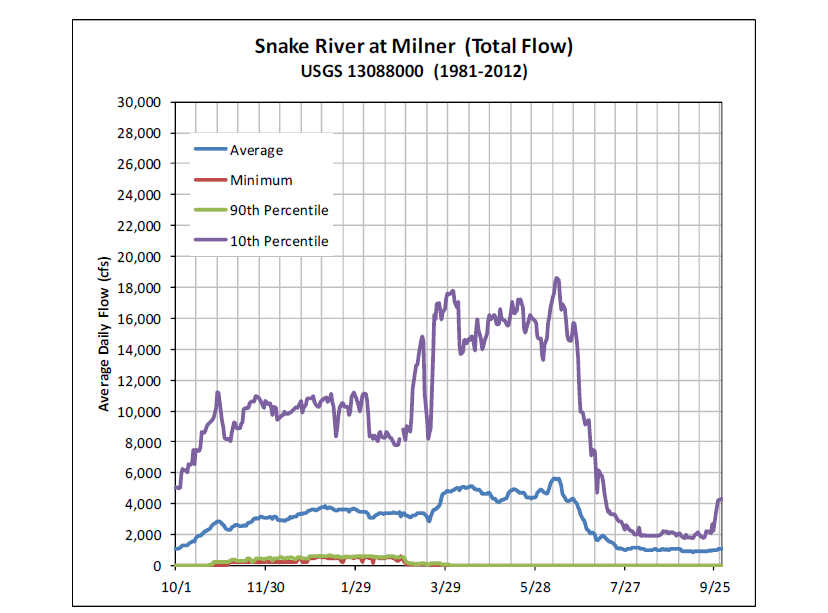 Snake River at Milner (Total Flow)
USGS 13088000 (1981-2012)
30,000
28,000
26,000
24,000
22,000
20,000
18,000
16,000
14,000
12,000
10,000
8,000
6,000
4,000
2,000
0
Average Daily Flow (cfs)
Average
Minimum
90th Percentile
10th Percentile
10/1 11/30 1/29 3/29 5/28 7/27 9/25